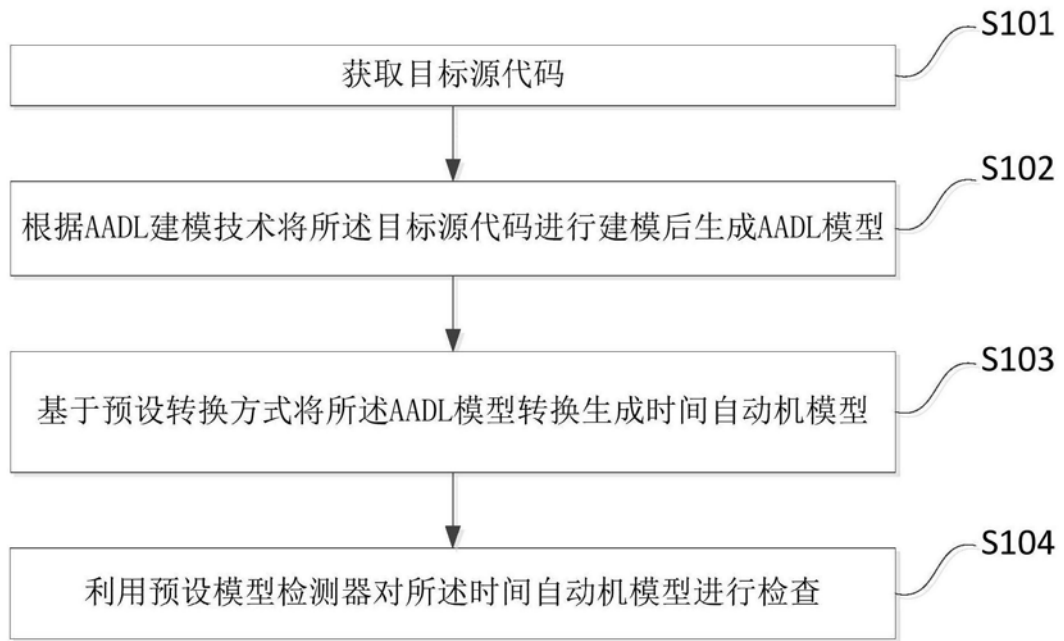 S101
获取目标源代码
S102
根据AADL建模技术将所述目标源代码进行建模后生成AADL模型
S103
基于预设转换方式将所述AADL模型转换生成时间自动机模型
S104
利用预设模型检测器对所述时间自动机模型进行检查